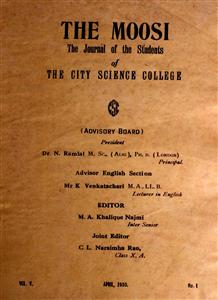 THE MOOSI
The Journal of the Students
of
THE CITY SCIENCE COLLEGE
(ADVISORY BOARD)
President
Dr. N. Ramlal M. Sc., (ALIG), PH. D. (LONDON)
Principal.
Advisor English Section
Mr K Venkatachari M.A., LL. B.
Lecturer in English
EDITOR
M. A. Khalique Najmi
Inter Senior
Joint Editor
C. L. Narsimha Rao,
Class X, A.
VOL. V. APRIL, No. 1